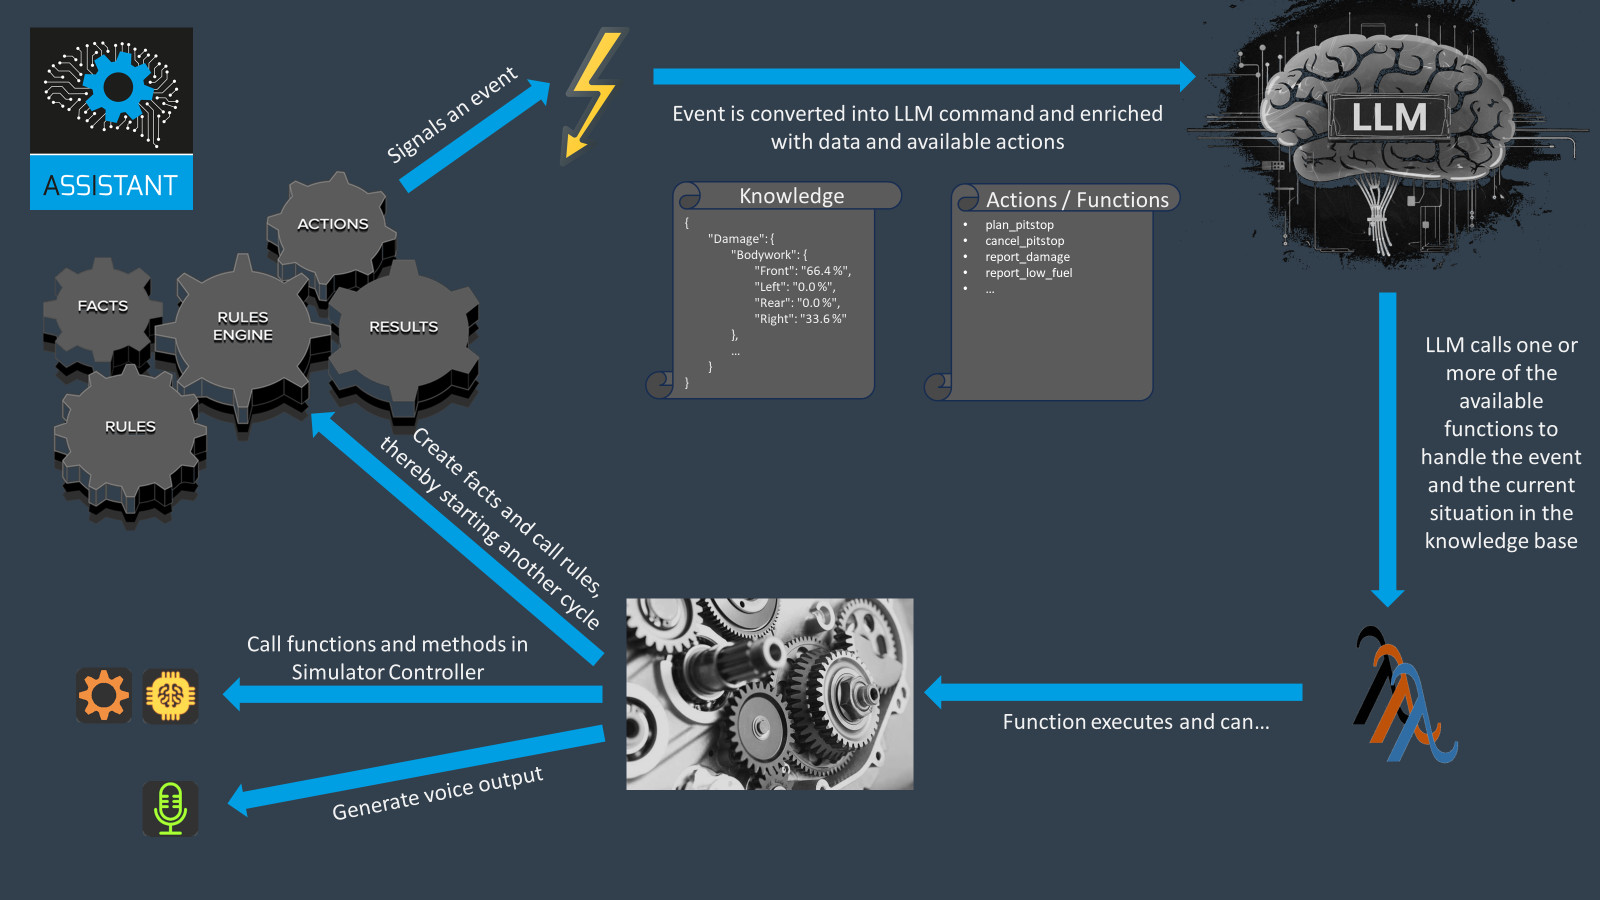 ASSISTANT
Signals an event
Event is converted into LLM command and enriched
with data and available actions
LLM
ACTIONS
FACTS
RULES
ENGINE
RESULTS
RULES
Knowledge
{
"Damage": {
"Bodywork": {
"Front": "66.4 %",
"Left": "0.0 %",
"Rear": "0.0 %",
"Right": "33.6 %"
},
...
}
}
Actions / Functions
• plan_pitstop
• cancel_pitstop
• report_damage
• report_low_fuel
• ...
LLM calls one or
more of the
available
functions to
handle the event
and the current
situation in the
knowledge base
Function executes and can...
Create facts and call rules,
thereby starting another cycle
Call functions and methods in
Simulator Controller
Generate voice output